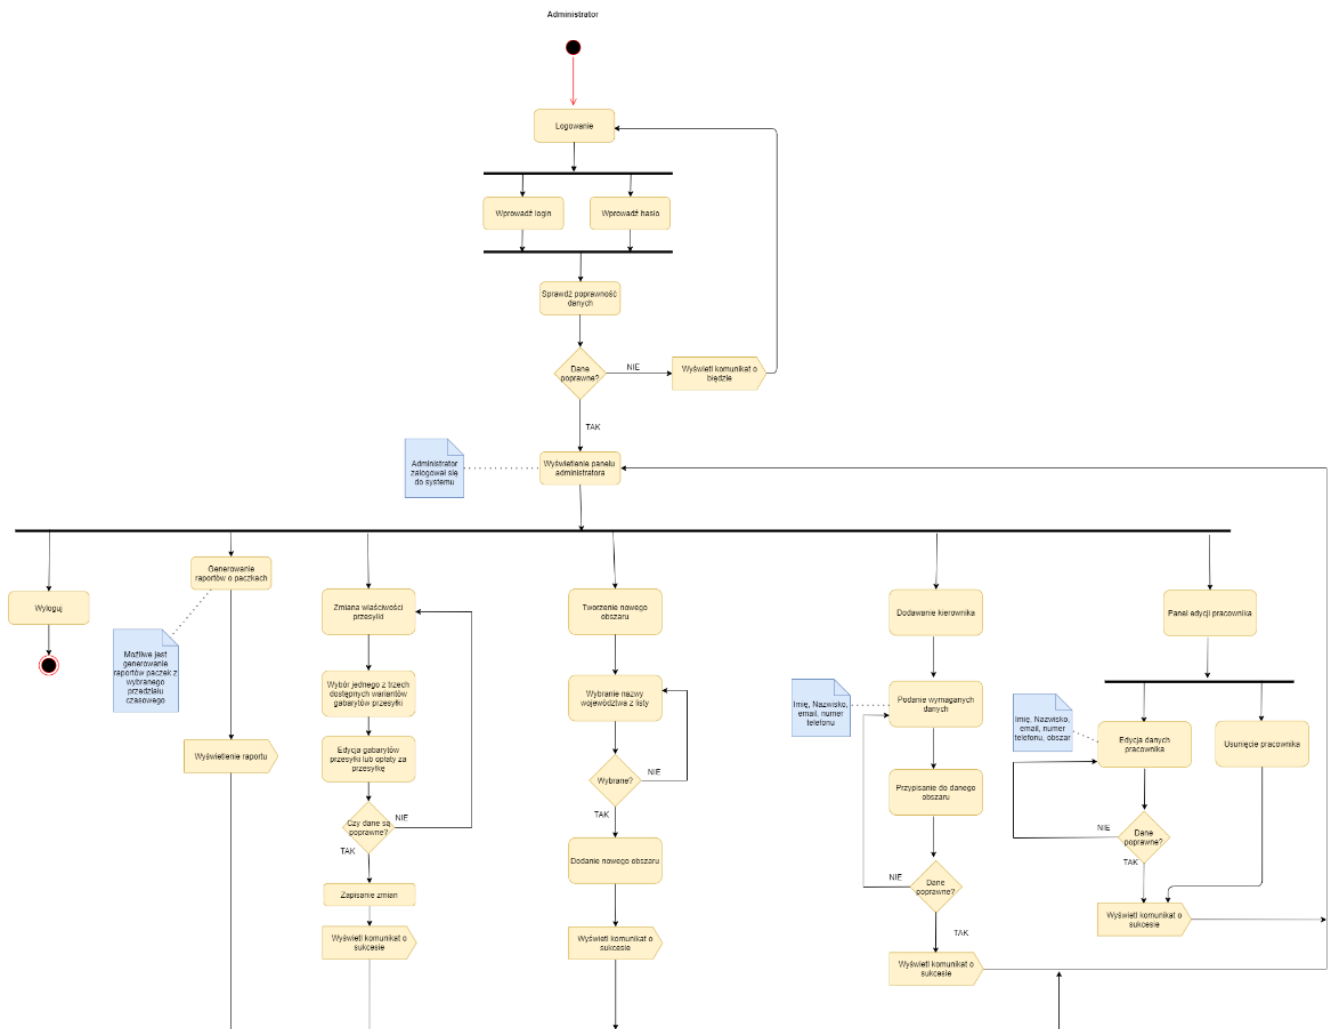 Administrator
Logowanie
Wprowadź login
Wprowadź hasło
Sprawdź poprawność
danych
Dane
poprawne?
NIE
Wyświetl komunikat o
błędzie
TAK
Administrator
zalogował się
do systemu
Wyświetlenie panelu
administratora
Wyloguj
Generowanie
raportów o paczkach
Możliwe jest
generowanie
raportów paczek z
wybranego
przedziału
czasowego
Wyświetlenie raportu
Zmiana właściwości
przesyłki
Wybór jednego z trzech
dostępnych wariantów
gabarytów przesyłki
Edycja gabarytów
przesyłki lub opłaty za
przesyłkę
Czy dane są
poprawne?
NIE
TAK
Zapisanie zmian
Wyświetl komunikat o
sukcesie
Tworzenie nowego
obszaru
Wybranie nazwy
województwa z listy
Wybrane?
NIE
TAK
Dodanie nowego obszaru
Wyświetl komunikat o
sukcesie
Dodawanie kierownika
Imię, Nazwisko,
email, numer
telefonu
Podanie wymaganych
danych
Przypisanie do danego
obszaru
Dane
poprawne?
NIE
TAK
Wyświetl komunikat o
sukcesie
Panel edycji pracownika
Imię, Nazwisko,
email, numer
telefonu, obszar
Edycja danych
pracownika
Usunięcie pracownika
NIE
Dane
poprawne?
TAK
Wyświetl komunikat o
sukcesie